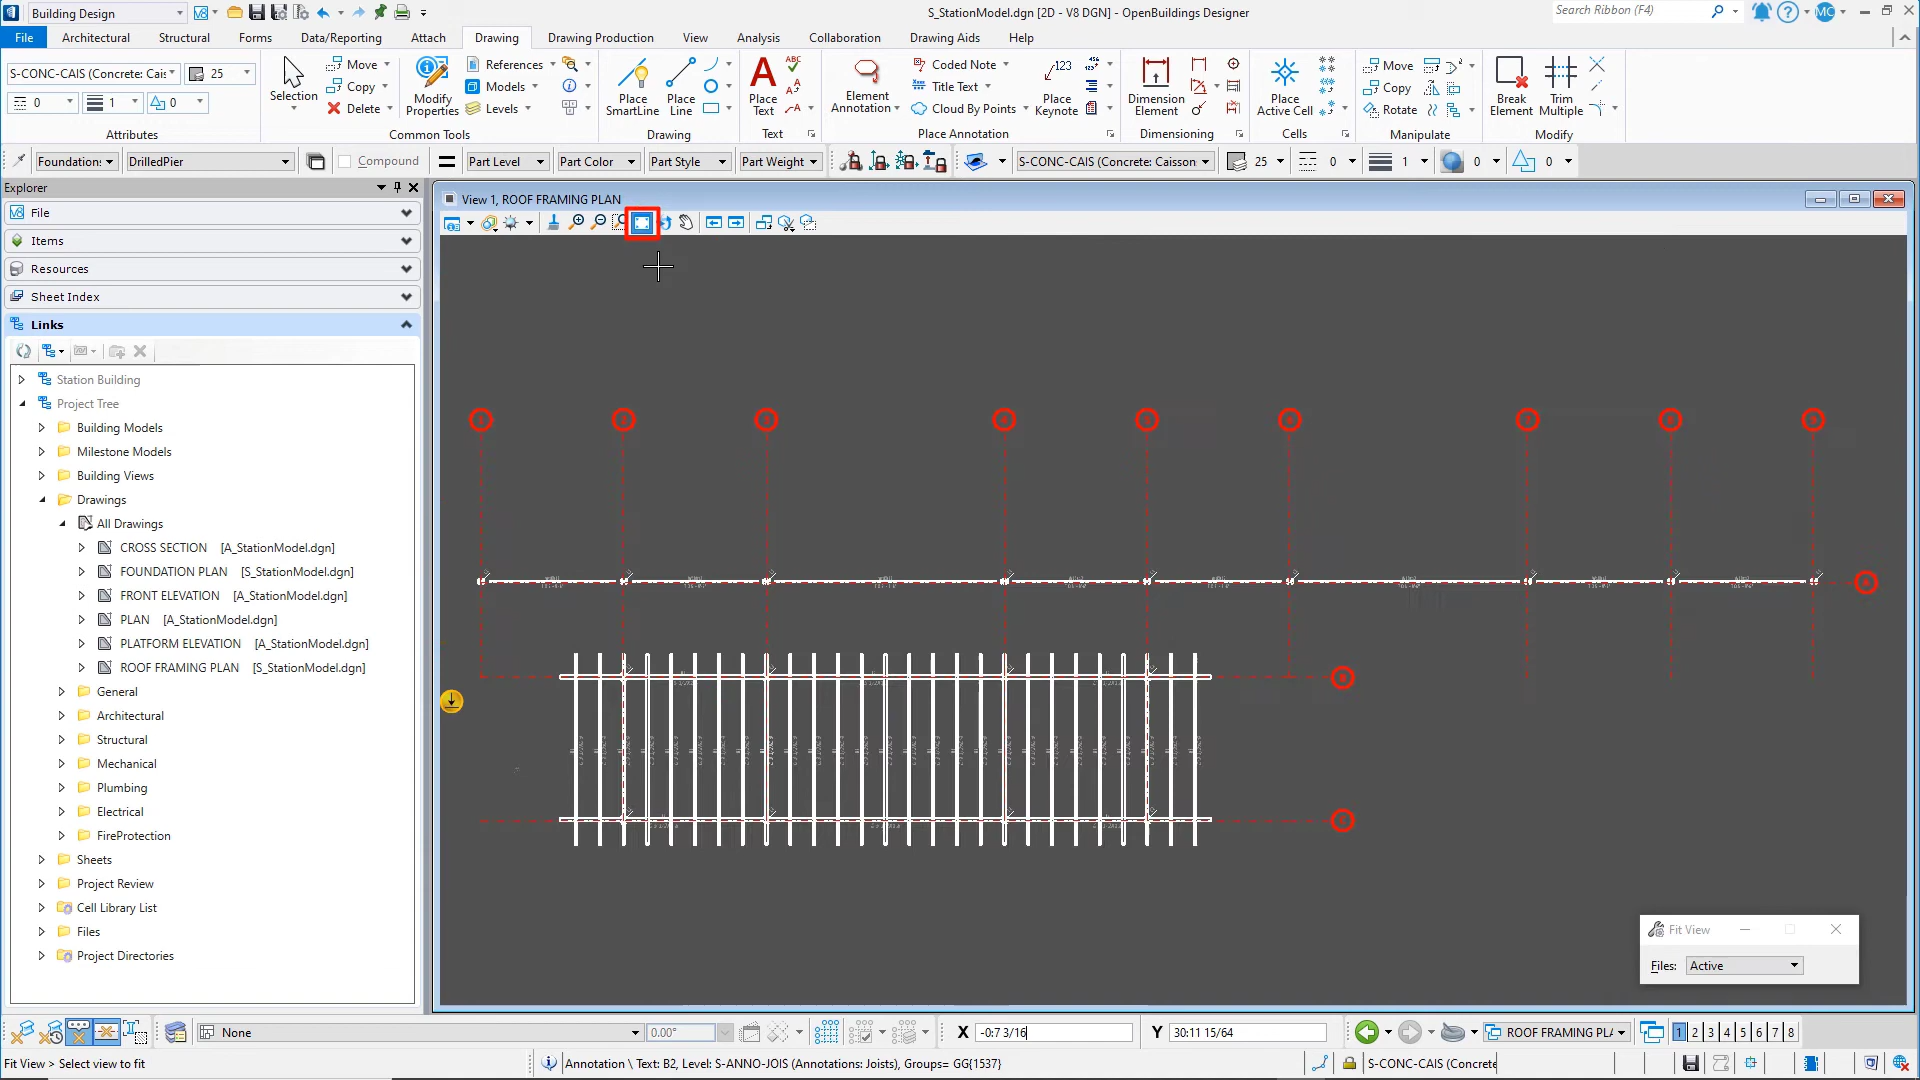 Building Design
S_StationModel.dgn [2D - V8 DGN] - OpenBuildings Designer
Search Ribbon (F4)
MC
File
Architectural
Structural
Forms
Data/Reporting
Attach
Drawing
Drawing Production
View
Analysis
Collaboration
Drawing Aids
Help
S-CONC-CAIS (Concrete: Cais
25
0
1
0
Attributes
Selection
Move
Copy
Delete
Modify Properties
References
Models
Levels
Common Tools
Place SmartLine
Place Line
Drawing
Place Text
ABC
Text
Element Annotation
Coded Note
Title Text
Cloud By Points
123
Place Keynote
Place Annotation
Dimension Element
Dimensioning
Place Active Cell
Cells
Move
Copy
Rotate
Manipulate
Break Element
Trim Multiple
Modify
Foundation:
DrilledPier
Compound
Part Level
Part Color
Part Style
Part Weight
S-CONC-CAIS (Concrete: Caisson
25
0
1
0
0
Explorer
File
Items
Resources
Sheet Index
Links
Station Building
Project Tree
Building Models
Milestone Models
Building Views
Drawings
All Drawings
CROSS SECTION [A_StationModel.dgn]
FOUNDATION PLAN [S_StationModel.dgn]
FRONT ELEVATION [A_StationModel.dgn]
PLAN [A_StationModel.dgn]
PLATFORM ELEVATION [A_StationModel.dgn]
ROOF FRAMING PLAN [S_StationModel.dgn]
General
Architectural
Structural
Mechanical
Plumbing
Electrical
FireProtection
Sheets
Project Review
Cell Library List
Files
Project Directories
View 1, ROOF FRAMING PLAN
Fit View
Files: Active
None
0.00°
X -0:7 3/16
Y 30:11 15/64
ROOF FRAMING PLA
1 2 3 4 5 6 7 8
Fit View > Select view to fit
Annotation \ Text: B2, Level: S-ANNO-JOIS (Annotations: Joists), Groups= GG{1537}
S-CONC-CAIS (Concrete